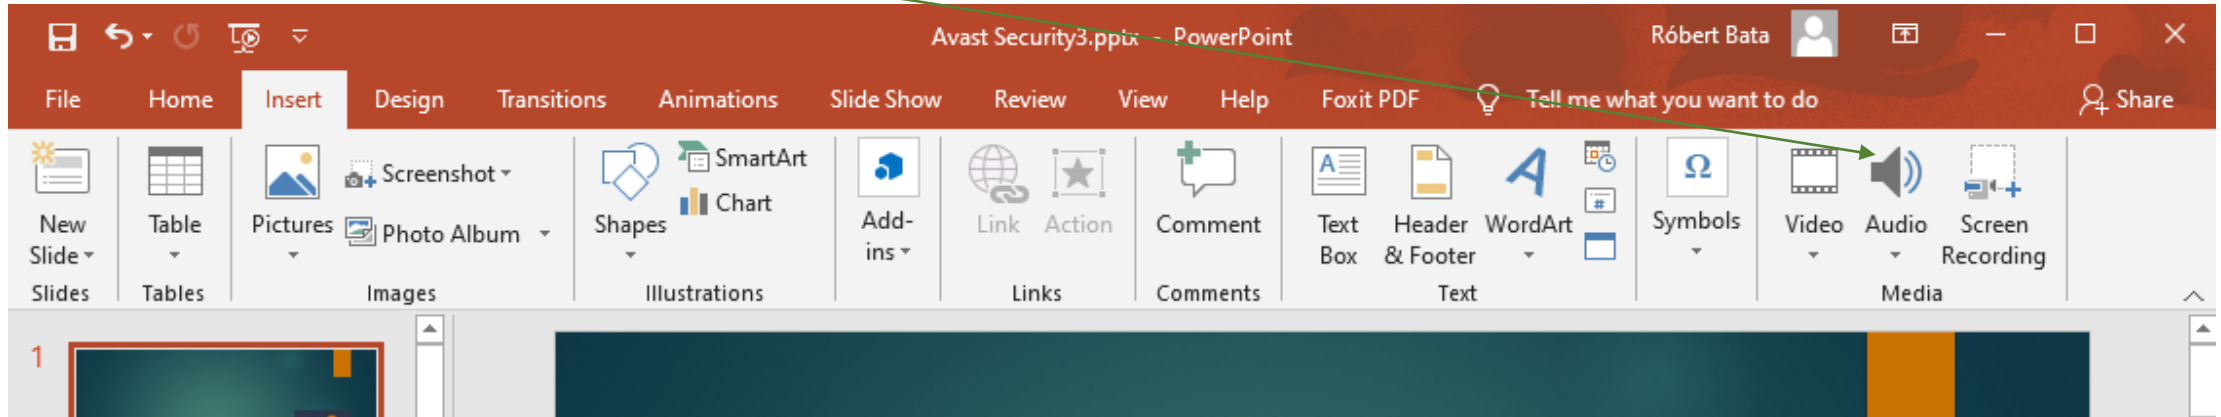 Avast Security3.pptx - PowerPoint
Róbert Bata
File Home Insert Design Transitions Animations Slide Show Review View Help Foxit PDF Tell me what you want to do Share
New Slide
Table
Pictures
Screenshot
Photo Album
Shapes
SmartArt
Chart
Add-ins
Link
Action
Comment
A
Text Box
Header & Footer
A
WordArt
#
Ω
Symbols
Video
Audio
Screen Recording
Slides Tables Images Illustrations Links Comments Text Media
1